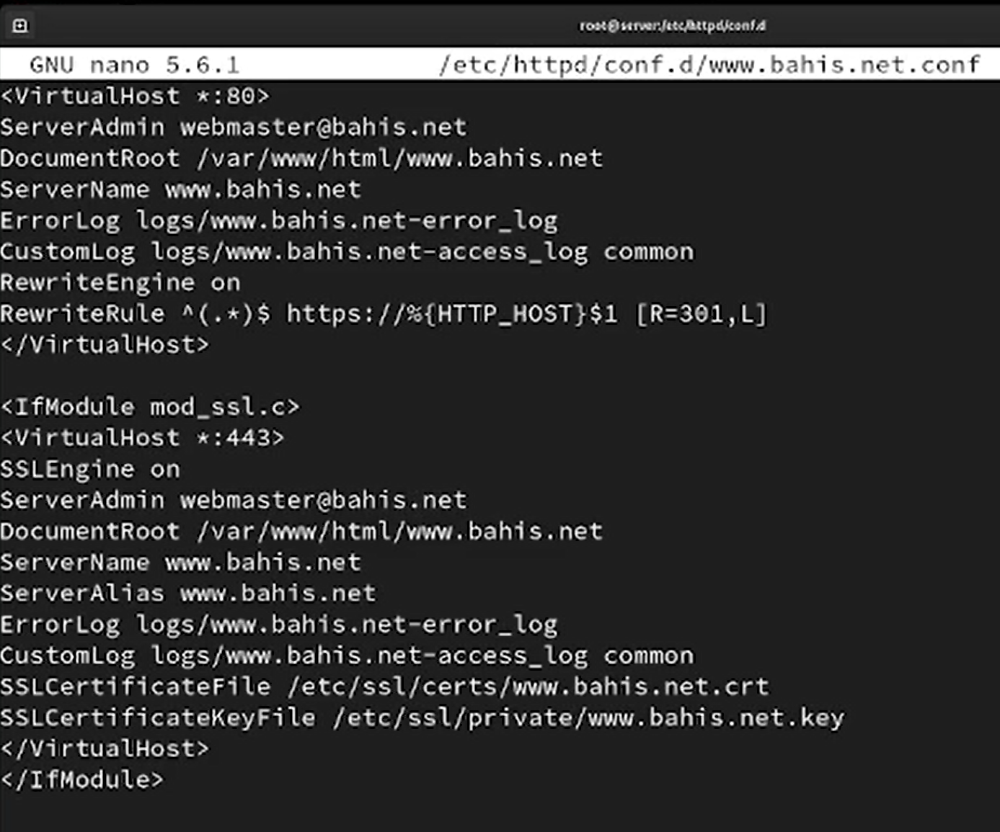 root@server:/etc/httpd/conf.d
GNU nano 5.6.1 /etc/httpd/conf.d/www.bahis.net.conf
<VirtualHost *:80>
ServerAdmin webmaster@bahis.net
DocumentRoot /var/www/html/www.bahis.net
ServerName www.bahis.net
ErrorLog logs/www.bahis.net-error_log
CustomLog logs/www.bahis.net-access_log common
RewriteEngine on
RewriteRule ^(.*)$ https://%{HTTP_HOST}$1 [R=301,L]
</VirtualHost>
<IfModule mod_ssl.c>
<VirtualHost *:443>
SSLEngine on
ServerAdmin webmaster@bahis.net
DocumentRoot /var/www/html/www.bahis.net
ServerName www.bahis.net
ServerAlias www.bahis.net
ErrorLog logs/www.bahis.net-error_log
CustomLog logs/www.bahis.net-access_log common
SSLCertificateFile /etc/ssl/certs/www.bahis.net.crt
SSLCertificateKeyFile /etc/ssl/private/www.bahis.net.key
</VirtualHost>
</IfModule>